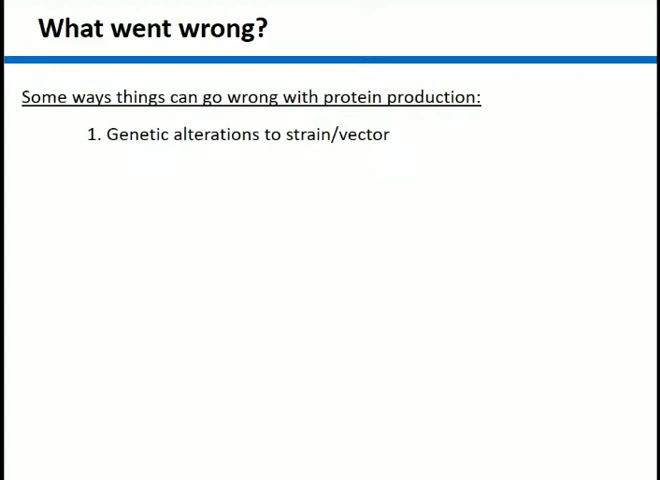 What went wrong?
Some ways things can go wrong with protein production:
1. Genetic alterations to strain/vector